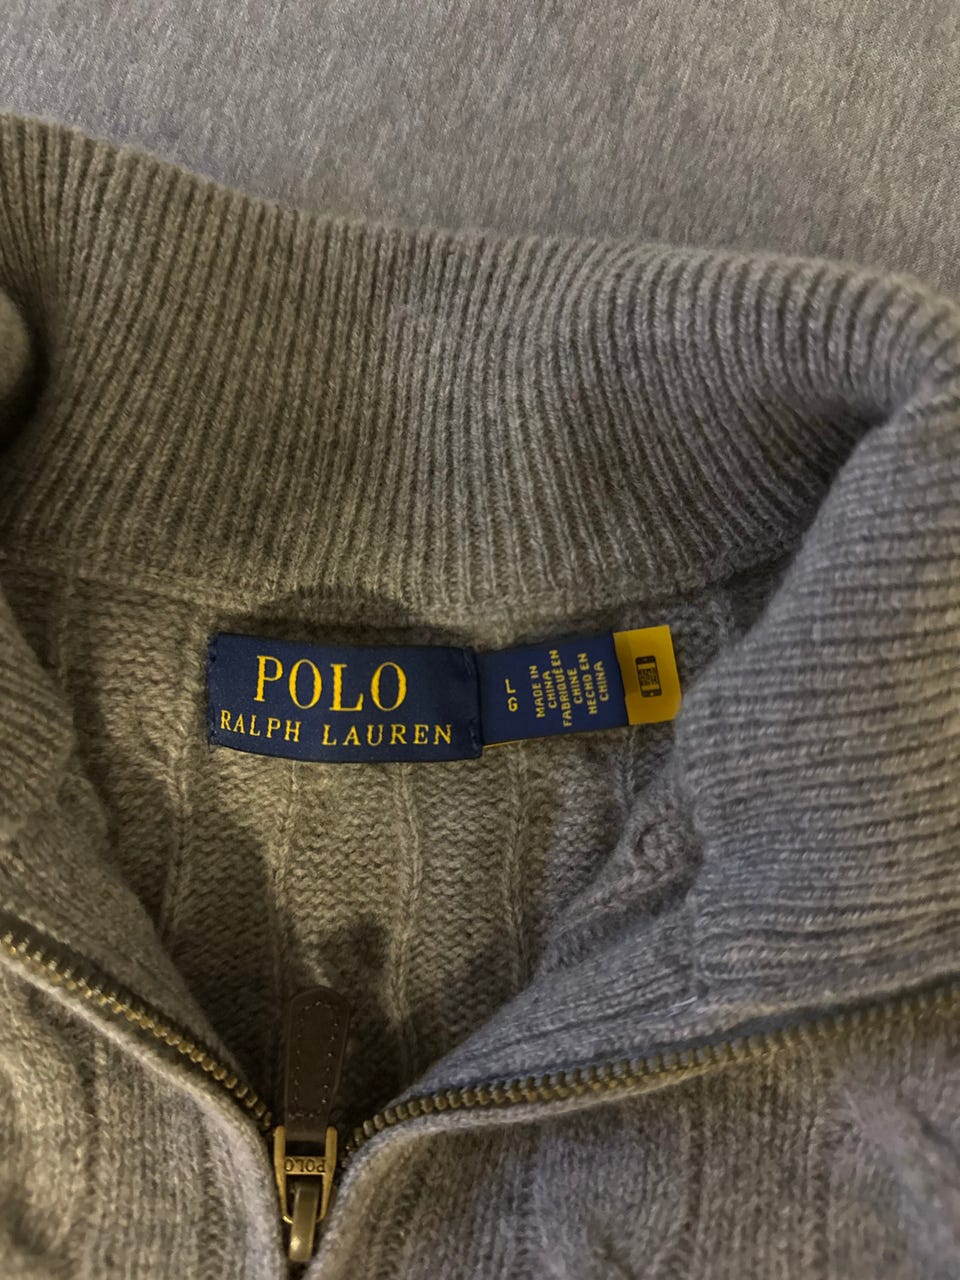 POLO
RALPH LAUREN
L
G
MADE IN
CHINA
FABRIQUÉ EN
CHINE
HECHO EN
CHINA
POLO